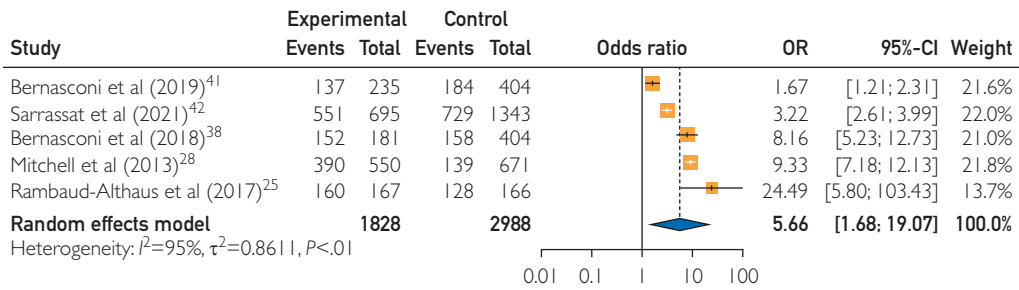 Experimental Control
Study Events Total Events Total Odds ratio OR 95%-CI Weight
Bernasconi et al (2019)41 137 235 184 404 1.67 [1.21; 2.31] 21.6%
Sarrassat et al (2021)42 551 695 729 1343 3.22 [2.61; 3.99] 22.0%
Bernasconi et al (2018)38 152 181 158 404 8.16 [5.23; 12.73] 21.0%
Mitchell et al (2013)28 390 550 139 671 9.33 [7.18; 12.13] 21.8%
Rambaud-Althaus et al (2017)25 160 167 128 166 24.49 [5.80; 103.43] 13.7%
Random effects model 1828 2988 5.66 [1.68; 19.07] 100.0%
Heterogeneity: I2=95%, τ2=0.8611, P<.01
0.01 0.1 1 10 100